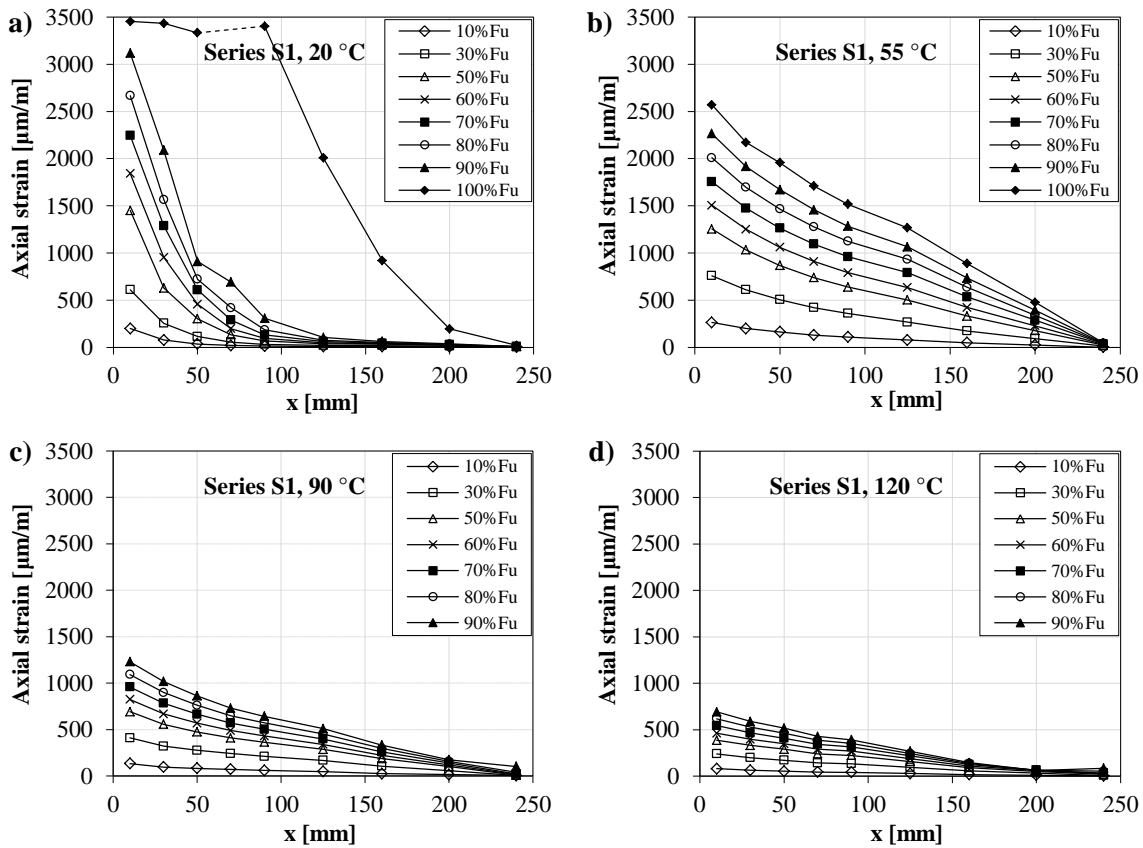 a)
Series S1, 20 °C
Axial strain [µm/m]
3500
3000
2500
2000
1500
1000
500
0
0 50 100 150 200 250
x [mm]
10%Fu
30%Fu
50%Fu
60%Fu
70%Fu
80%Fu
90%Fu
100%Fu
b)
Series S1, 55 °C
Axial strain [µm/m]
3500
3000
2500
2000
1500
1000
500
0
0 50 100 150 200 250
x [mm]
10%Fu
30%Fu
50%Fu
60%Fu
70%Fu
80%Fu
90%Fu
100%Fu
c)
Series S1, 90 °C
Axial strain [µm/m]
3500
3000
2500
2000
1500
1000
500
0
0 50 100 150 200 250
x [mm]
10%Fu
30%Fu
50%Fu
60%Fu
70%Fu
80%Fu
90%Fu
d)
Series S1, 120 °C
Axial strain [µm/m]
3500
3000
2500
2000
1500
1000
500
0
0 50 100 150 200 250
x [mm]
10%Fu
30%Fu
50%Fu
60%Fu
70%Fu
80%Fu
90%Fu